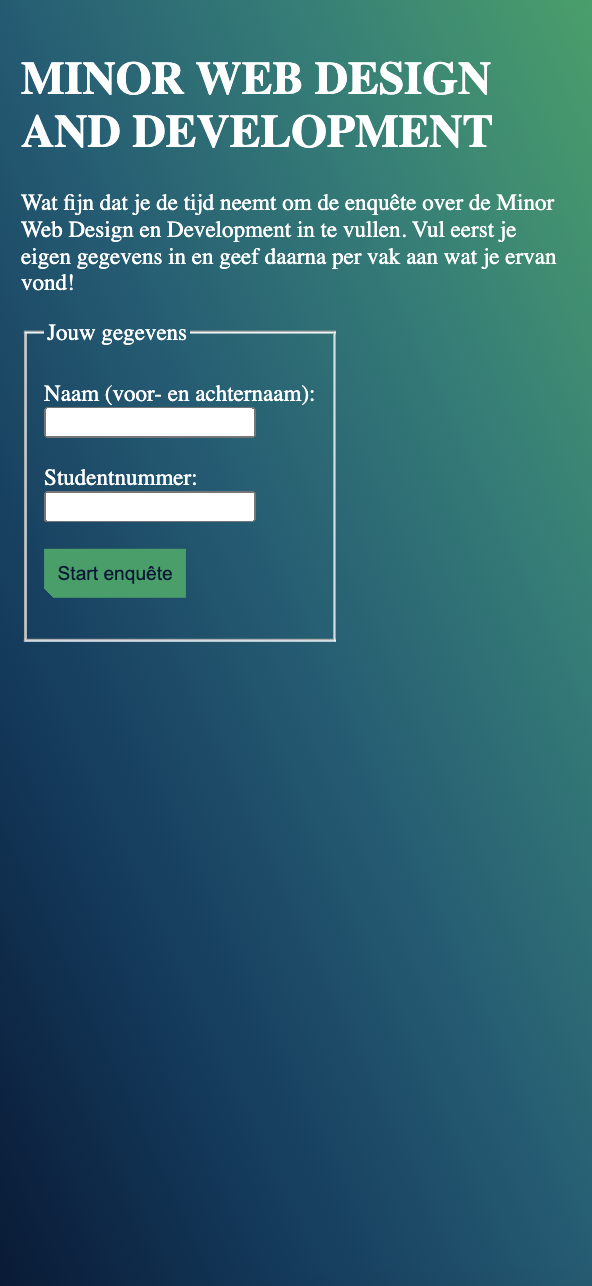 MINOR WEB DESIGN
AND DEVELOPMENT
Wat fijn dat je de tijd neemt om de enquête over de Minor
Web Design en Development in te vullen. Vul eerst je
eigen gegevens in en geef daarna per vak aan wat je ervan
vond!
Jouw gegevens
Naam (voor- en achternaam):
Studentnummer:
Start enquête